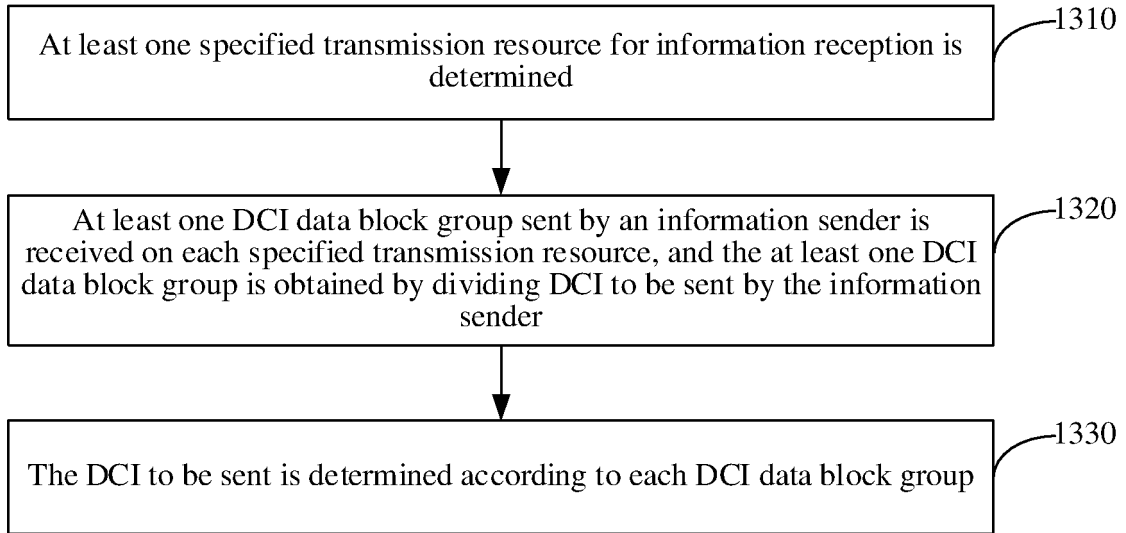 At least one specified transmission resource for information reception is
determined
1310
At least one DCI data block group sent by an information sender is
received on each specified transmission resource, and the at least one DCI
data block group is obtained by dividing DCI to be sent by the information
sender
1320
The DCI to be sent is determined according to each DCI data block group
1330